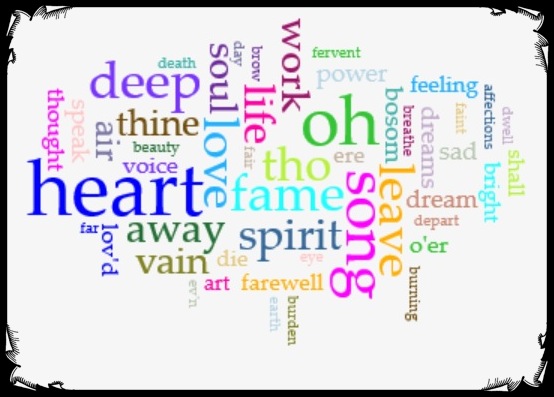 work
fervent
day
brow
soul
death
power
deep
feeling
affections
life
thought
speak
air
thine
oh
bosom
breathe
dreams
faint
dwell
beauty
love
fair
ere
sad
shall
voice
tho
bright
heart
fame
song
leave
dream
depart
far
lov'd
away
spirit
o'er
vain
die
eye
ev'n
art
farewell
burning
earth
burden